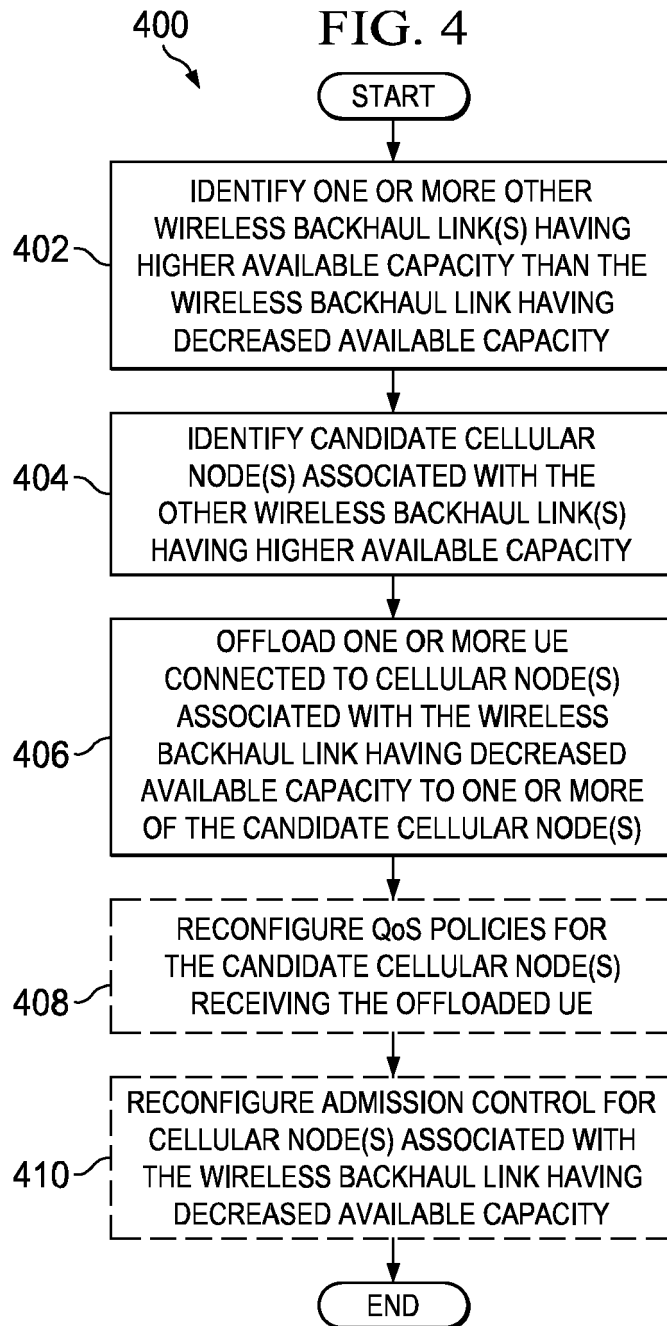 400
FIG. 4
START
402
IDENTIFY ONE OR MORE OTHER
WIRELESS BACKHAUL LINK(S) HAVING
HIGHER AVAILABLE CAPACITY THAN THE
WIRELESS BACKHAUL LINK HAVING
DECREASED AVAILABLE CAPACITY
404
IDENTIFY CANDIDATE CELLULAR
NODE(S) ASSOCIATED WITH THE
OTHER WIRELESS BACKHAUL LINK(S)
HAVING HIGHER AVAILABLE CAPACITY
406
OFFLOAD ONE OR MORE UE
CONNECTED TO CELLULAR NODE(S)
ASSOCIATED WITH THE WIRELESS
BACKHAUL LINK HAVING DECREASED
AVAILABLE CAPACITY TO ONE OR MORE
OF THE CANDIDATE CELLULAR NODE(S)
408
RECONFIGURE QoS POLICIES FOR
THE CANDIDATE CELLULAR NODE(S)
RECEIVING THE OFFLOADED UE
410
RECONFIGURE ADMISSION CONTROL FOR
CELLULAR NODE(S) ASSOCIATED WITH
THE WIRELESS BACKHAUL LINK HAVING
DECREASED AVAILABLE CAPACITY
END